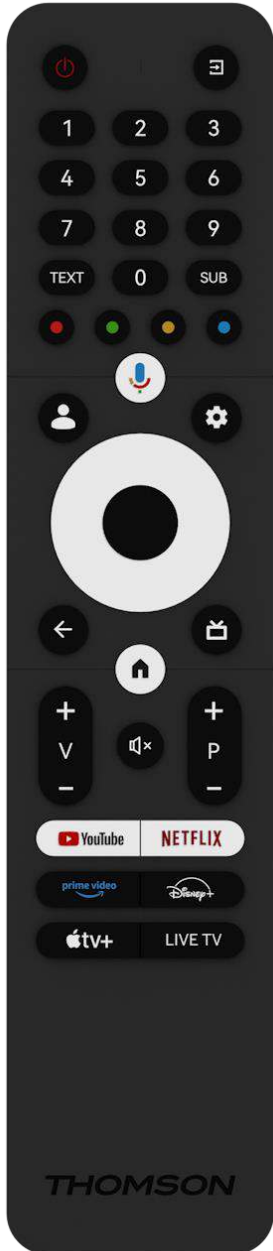 1 2 3
4 5 6
7 8 9
TEXT 0 SUB
+ +
V P
- -
YouTube NETFLIX
prime video Disney+
tv+ LIVE TV
THOMSON